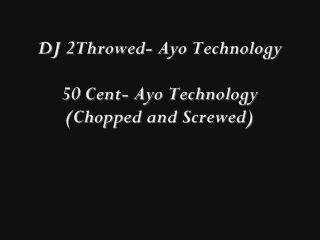 DJ 2Throwed- Ayo Technology
50 Cent- Ayo Technology
(Chopped and Screwed)